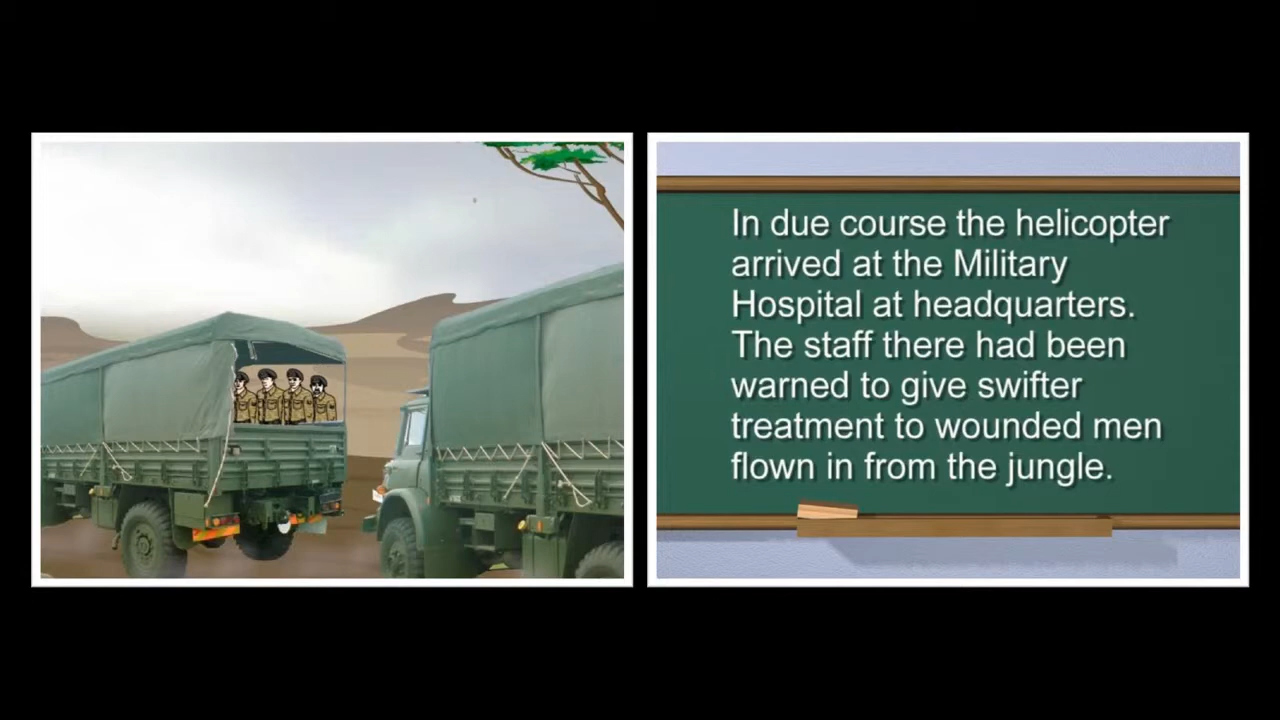 In due course the helicopter
arrived at the Military
Hospital at headquarters.
The staff there had been
warned to give swifter
treatment to wounded men
flown in from the jungle.